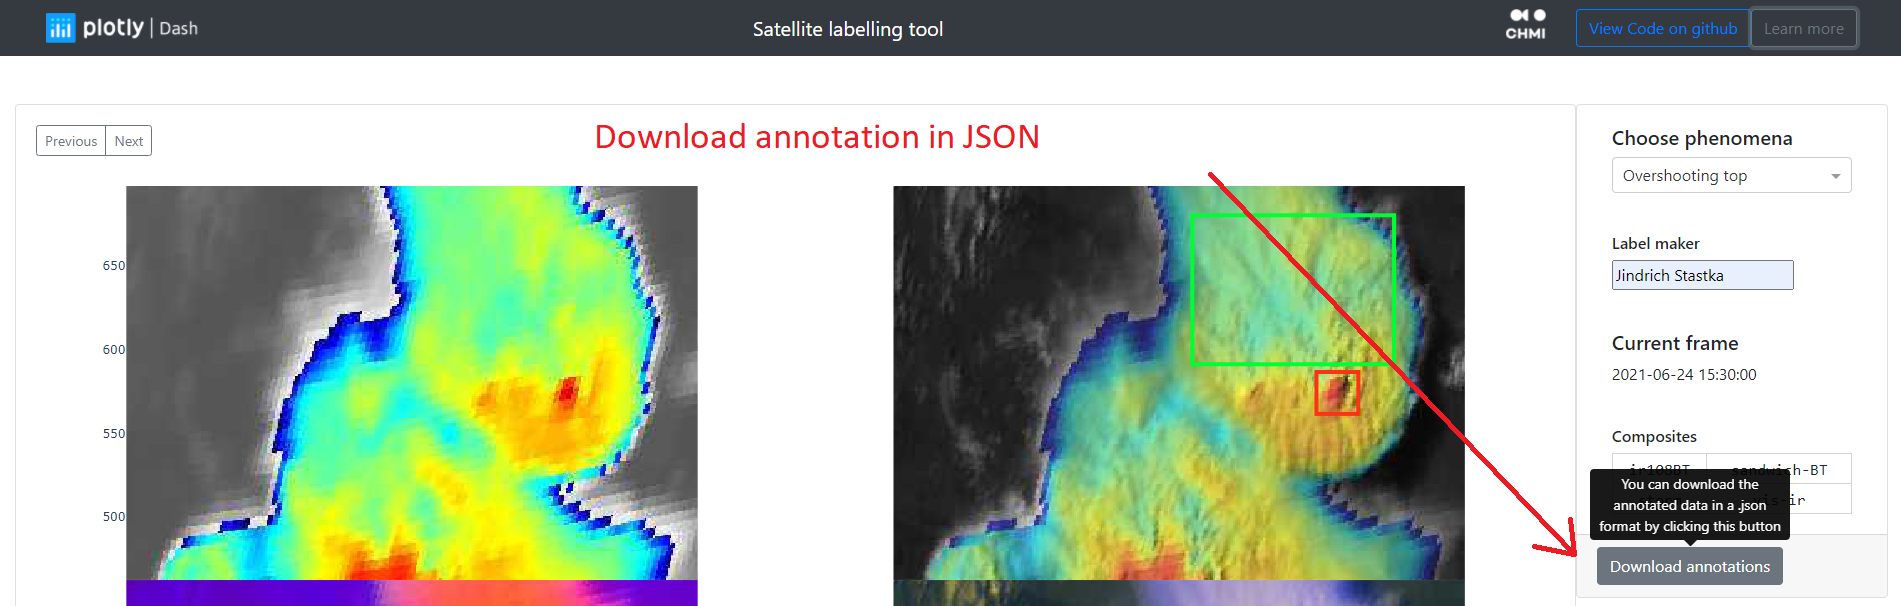 plotly | Dash
Satellite labelling tool
CHMI
View Code on github
Learn more
Previous
Next
Download annotation in JSON
650
600
550
500
Choose phenomena
Overshooting top
Label maker
Jindrich Stastka
Current frame
2021-06-24 15:30:00
Composites
ir108BT
sandwich-BT
-ir
You can download the
annotated data in a .json
format by clicking this button
Download annotations